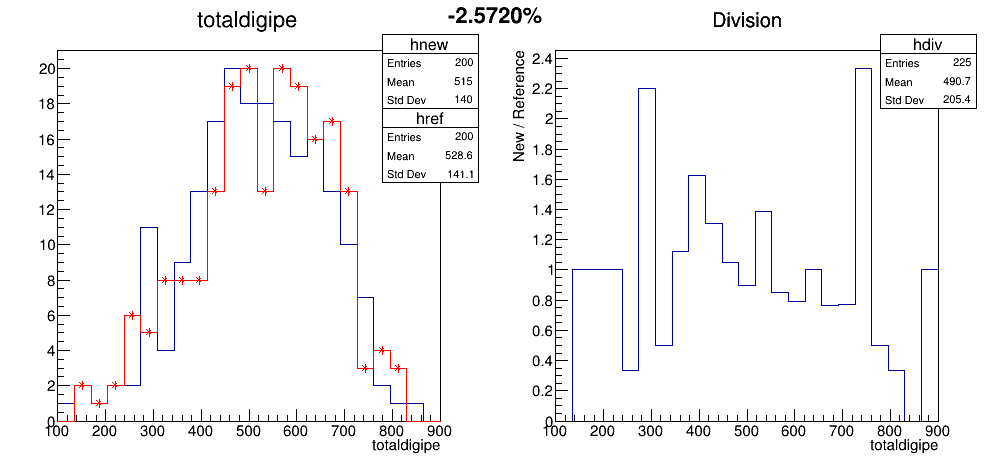 -2.5720%
totaldigipe
hnew
Entries 200
Mean 515
Std Dev 140
href
Entries 200
Mean 528.6
Std Dev 141.1
20
18
16
14
12
10
8
6
4
2
0
100 200 300 400 500 600 700 800 900
totaldigipe
Division
hdiv
Entries 225
Mean 490.7
Std Dev 205.4
New / Reference
2.4
2.2
2
1.8
1.6
1.4
1.2
1
0.8
0.6
0.4
0.2
0
100 200 300 400 500 600 700 800 900
totaldigipe